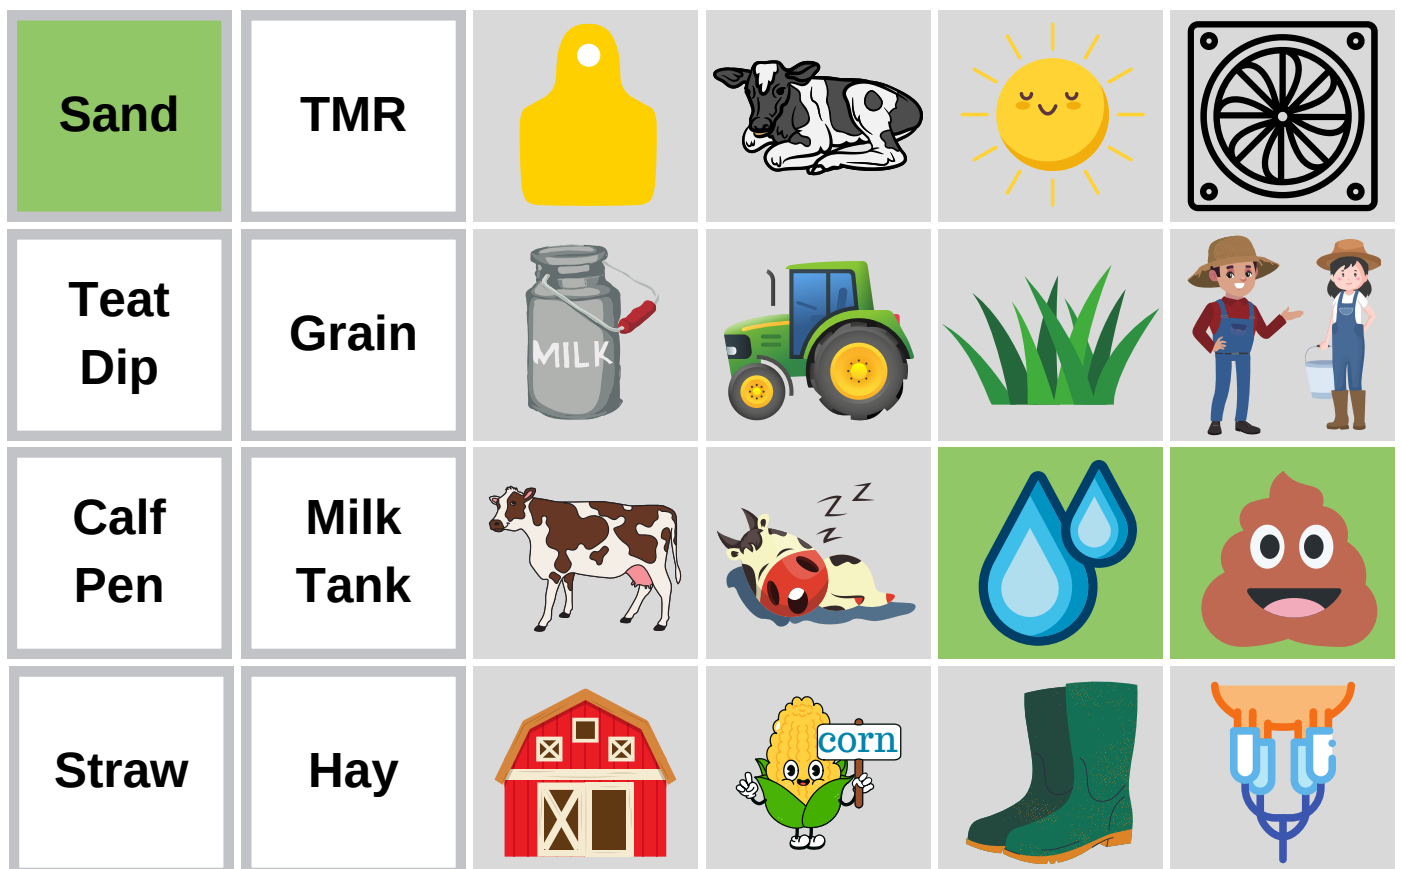 Sand
TMR
Teat
Dip
Grain
MILK
Calf
Pen
Milk
Tank
Straw
Hay
corn